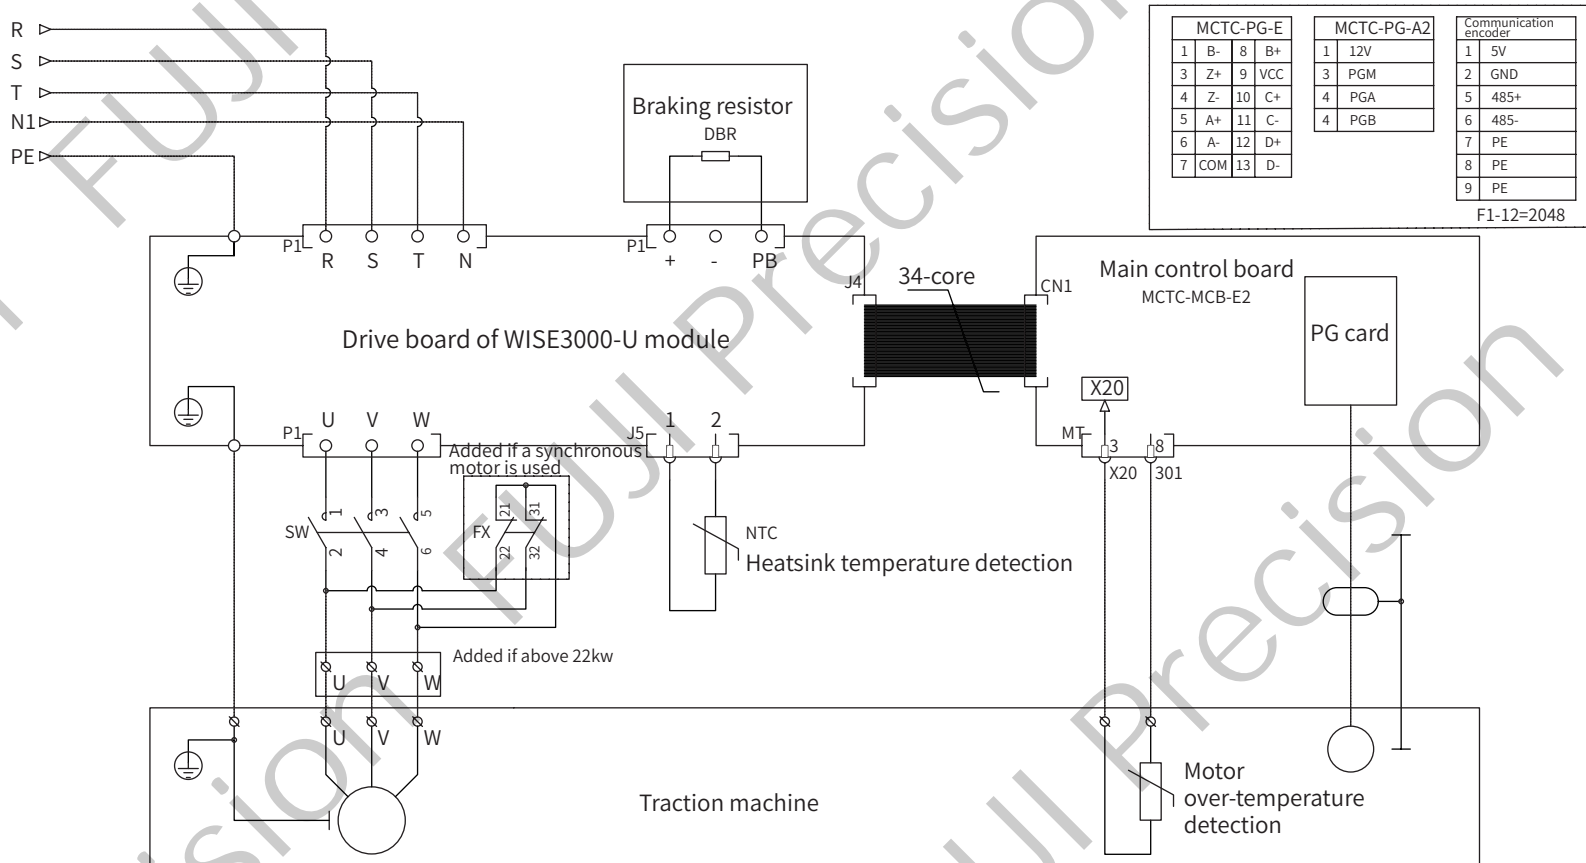 R
S
T
N1
PE
Braking resistor
DBR
MCTC-PG-E
1 B- 8 B+
3 Z+ 9 VCC
4 Z- 10 C+
5 A+ 11 C-
6 A- 12 D+
7 COM 13 D-
MCTC-PG-A2
1 12V
3 PGM
4 PGA
4 PGB
Communication
encoder
1 5V
2 GND
5 485+
6 485-
7 PE
8 PE
9 PE
F1-12=2048
P1
R S T N
P1
+ - PB
J4
34-core
CN1
Main control board
MCTC-MCB-E2
PG card
Drive board of WISE3000-U module
X20
P1
U V W
J5
1 2
MT
3 8
X20 301
Added if a synchronous
motor is used
SW
1 3 5
2 4 6
FX
21 31
22 32
NTC
Heatsink temperature detection
Added if above 22kw
U V W
U V W
Traction machine
Motor
over-temperature
detection
FUJI Precision
FUJI Precision
FUJI Precision